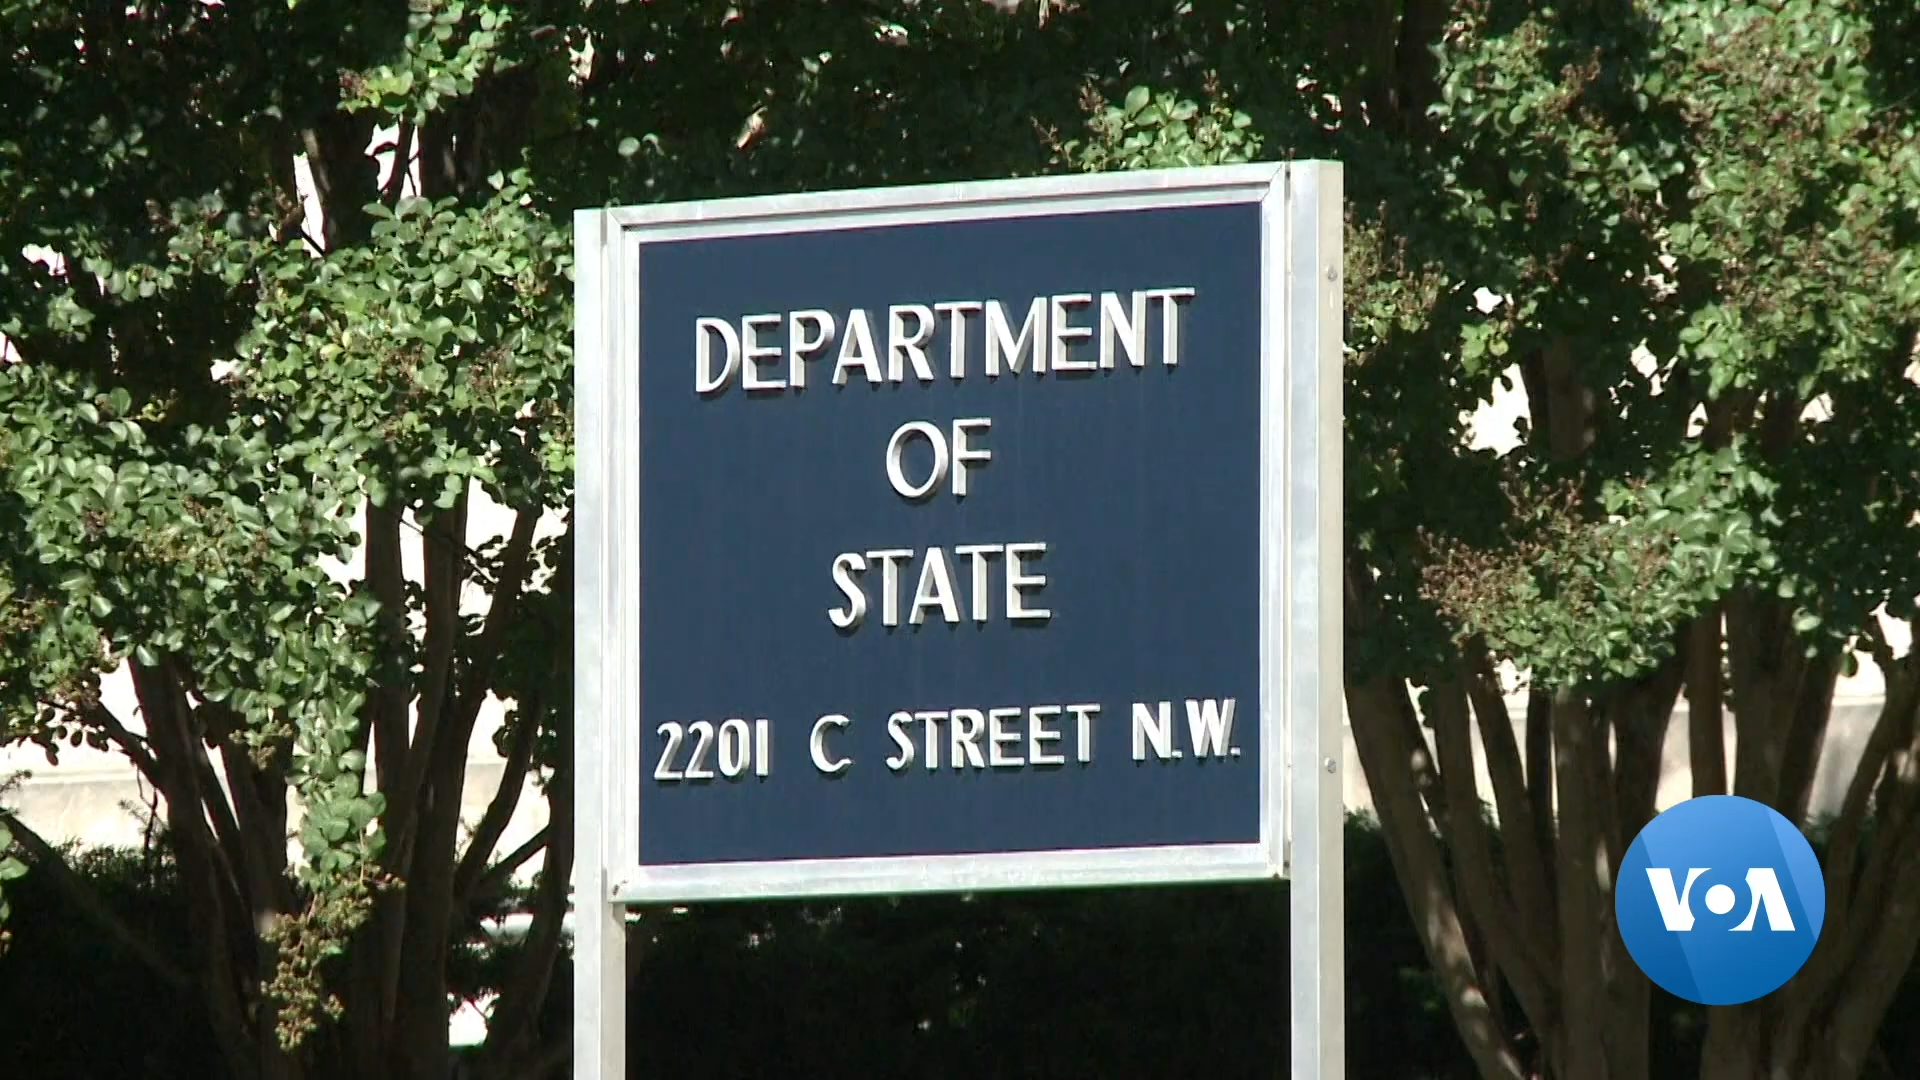 DEPARTMENT
OF
STATE
2201 C STREET N.W.
VOA